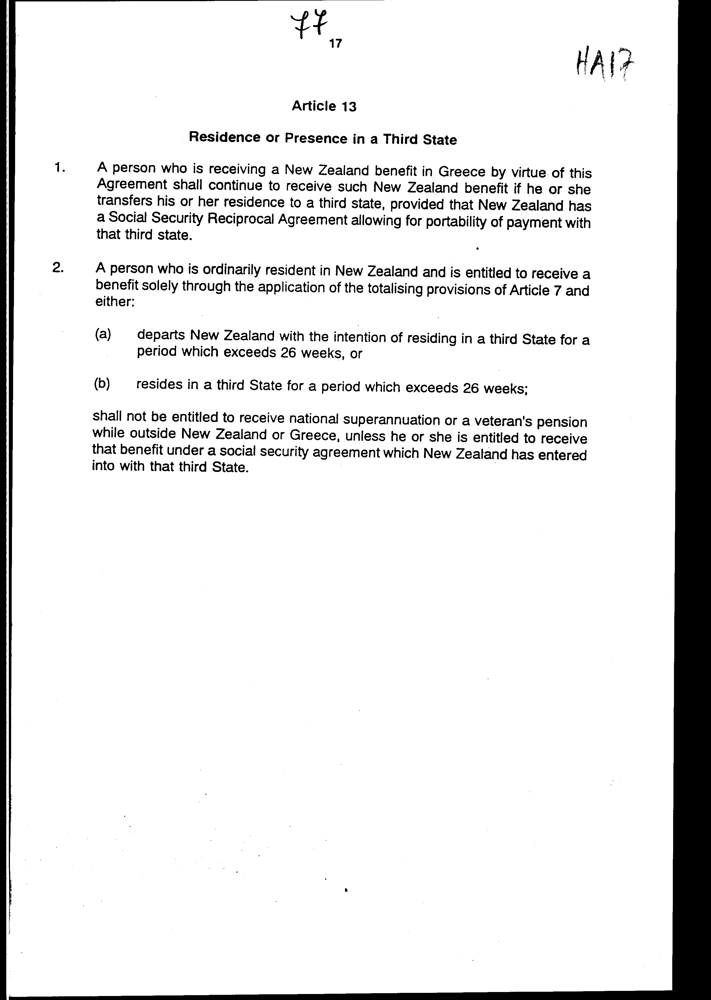 77
17
HA17
Article 13
Residence or Presence in a Third State
1. A person who is receiving a New Zealand benefit in Greece by virtue of this
Agreement shall continue to receive such New Zealand benefit if he or she
transfers his or her residence to a third state, provided that New Zealand has
a Social Security Reciprocal Agreement allowing for portability of payment with
that third state.
2. A person who is ordinarily resident in New Zealand and is entitled to receive a
benefit solely through the application of the totalising provisions of Article 7 and
either:
(a) departs New Zealand with the intention of residing in a third State for a
period which exceeds 26 weeks, or
(b) resides in a third State for a period which exceeds 26 weeks;
shall not be entitled to receive national superannuation or a veteran's pension
while outside New Zealand or Greece, unless he or she is entitled to receive
that benefit under a social security agreement which New Zealand has entered
into with that third State.